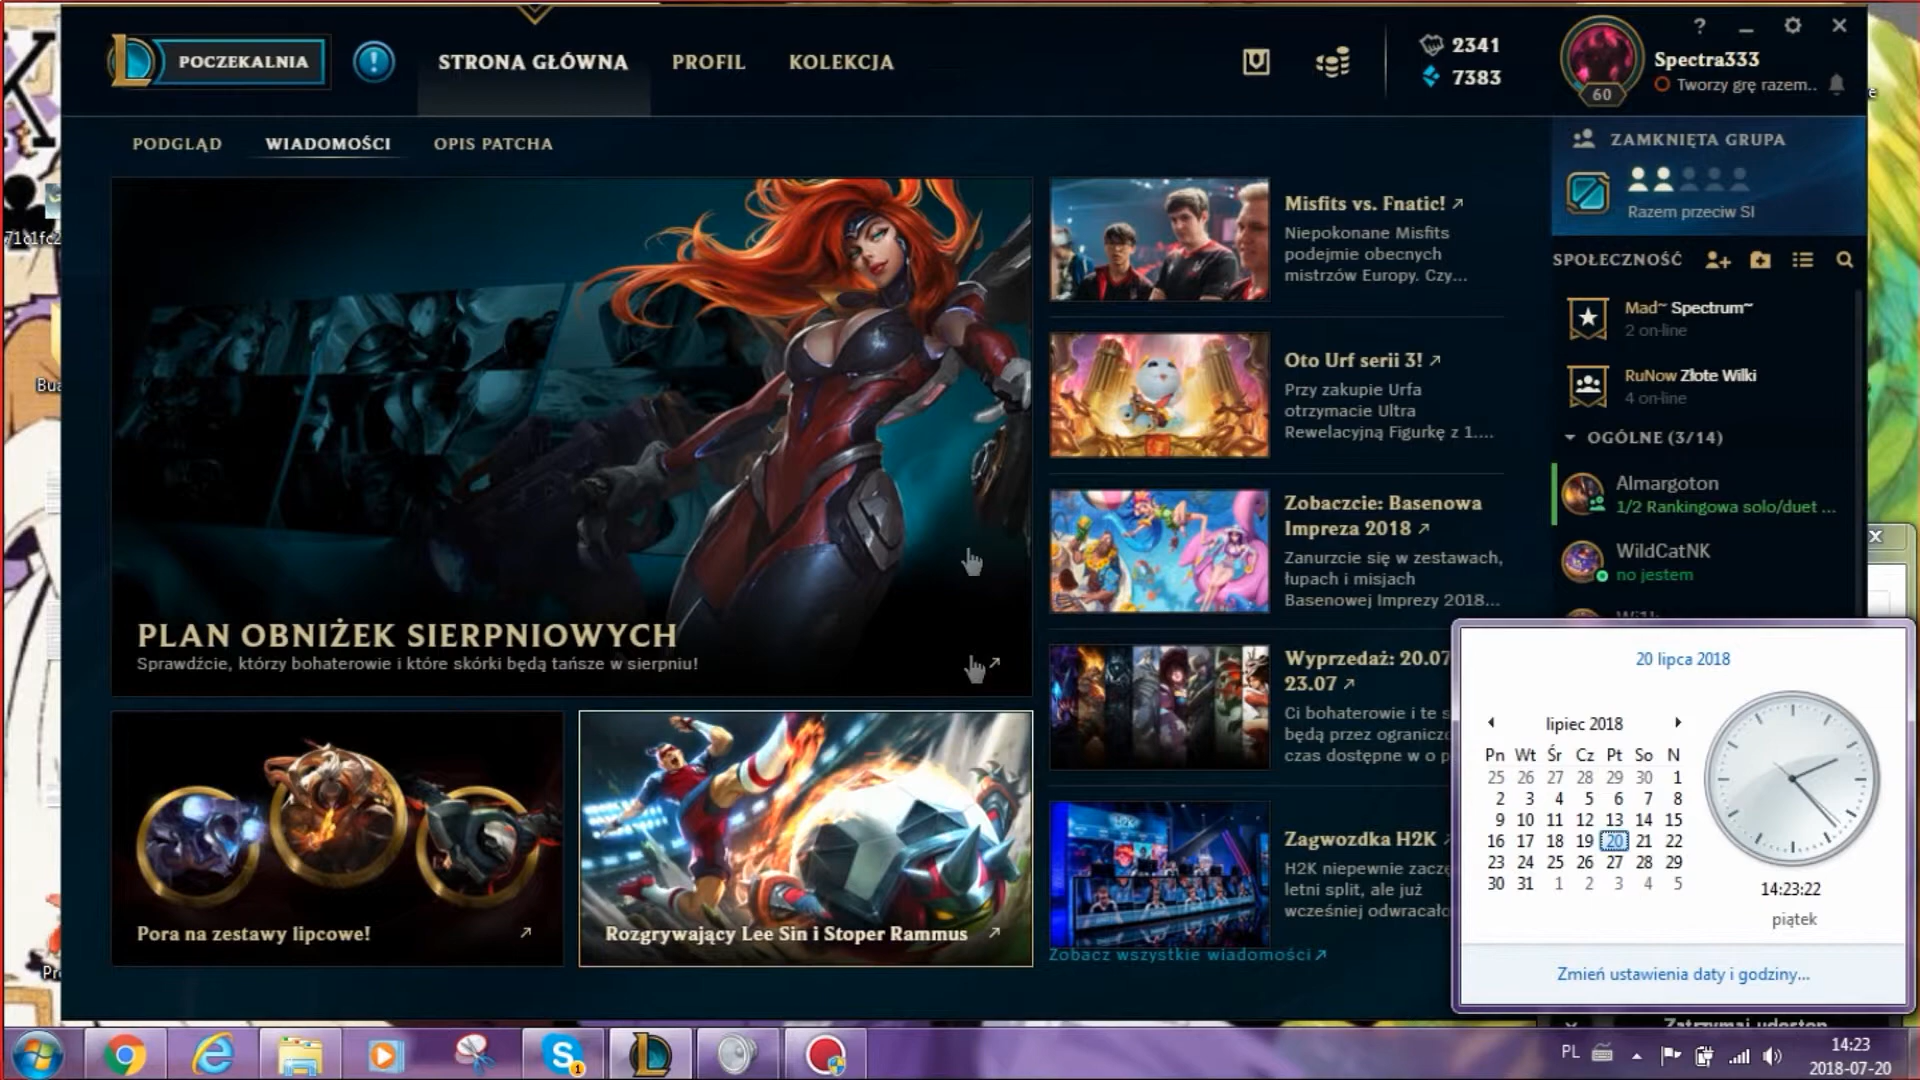 POCZEKALNIA
STRONA GŁÓWNA
PROFIL
KOLEKCJA
2341
7383
60
Spectra333
Tworzy grę razem..
PODGLĄD
WIADOMOŚCI
OPIS PATCHA
PLAN OBNIŻEK SIERPNIOWYCH
Sprawdźcie, którzy bohaterowie i które skórki będą tańsze w sierpniu!
Pora na zestawy lipcowe!
Rozgrywający Lee Sin i Stoper Rammus
Misfits vs. Fnatic!
Niepokonane Misfits
podejmie obecnych
mistrzów Europy. Czy...
Oto Urf serii 3!
Przy zakupie Urfa
otrzymacie Ultra
Rewelacyjną Figurkę z 1....
Zobaczcie: Basenowa
Impreza 2018
Zanurzcie się w zestawach,
łupach i misjach
Basenowej Imprezy 2018...
Wyprzedaż: 20.07
23.07
Ci bohaterowie i te s
będą przez ogranicz
czas dostępne w o p
Zagwozdka H2K
H2K niepewnie zacz
letni split, ale już
wcześniej odwracał
Zobacz wszystkie wiadomości
ZAMKNIĘTA GRUPA
Razem przeciw SI
SPOŁECZNOŚĆ
Mad~ Spectrum~
2 on-line
RuNow Złote Wilki
4 on-line
OGÓLNE (3/14)
Almargoton
1/2 Rankingowa solo/duet ...
WildCatNK
no jestem
20 lipca 2018
lipiec 2018
Pn Wt Śr Cz Pt So N
25 26 27 28 29 30 1
2 3 4 5 6 7 8
9 10 11 12 13 14 15
16 17 18 19 20 21 22
23 24 25 26 27 28 29
30 31 1 2 3 4 5
14:23:22
piątek
Zmień ustawienia daty i godziny...
Zatrzymaj udostęp
PL
14:23
2018-07-20